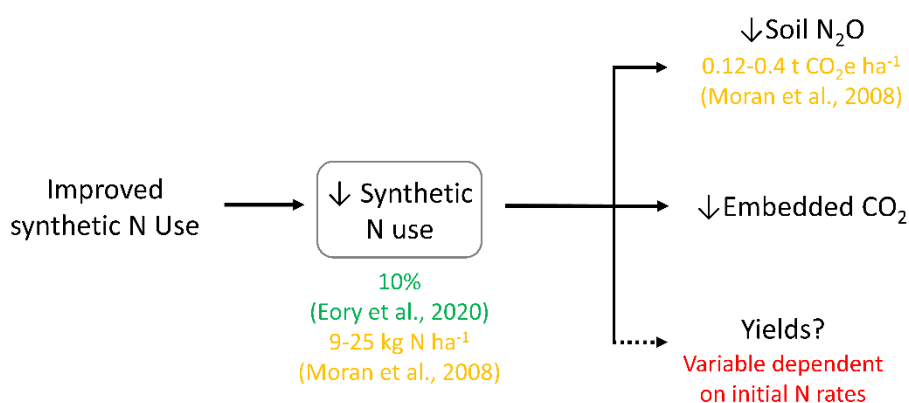 Improved
synthetic N Use
↓ Synthetic
N use
10%
(Eory et al., 2020)
9-25 kg N ha⁻¹
(Moran et al., 2008)
↓Soil N₂O
0.12-0.4 t CO₂e ha⁻¹
(Moran et al., 2008)
↓Embedded CO₂
Yields?
Variable dependent
on initial N rates